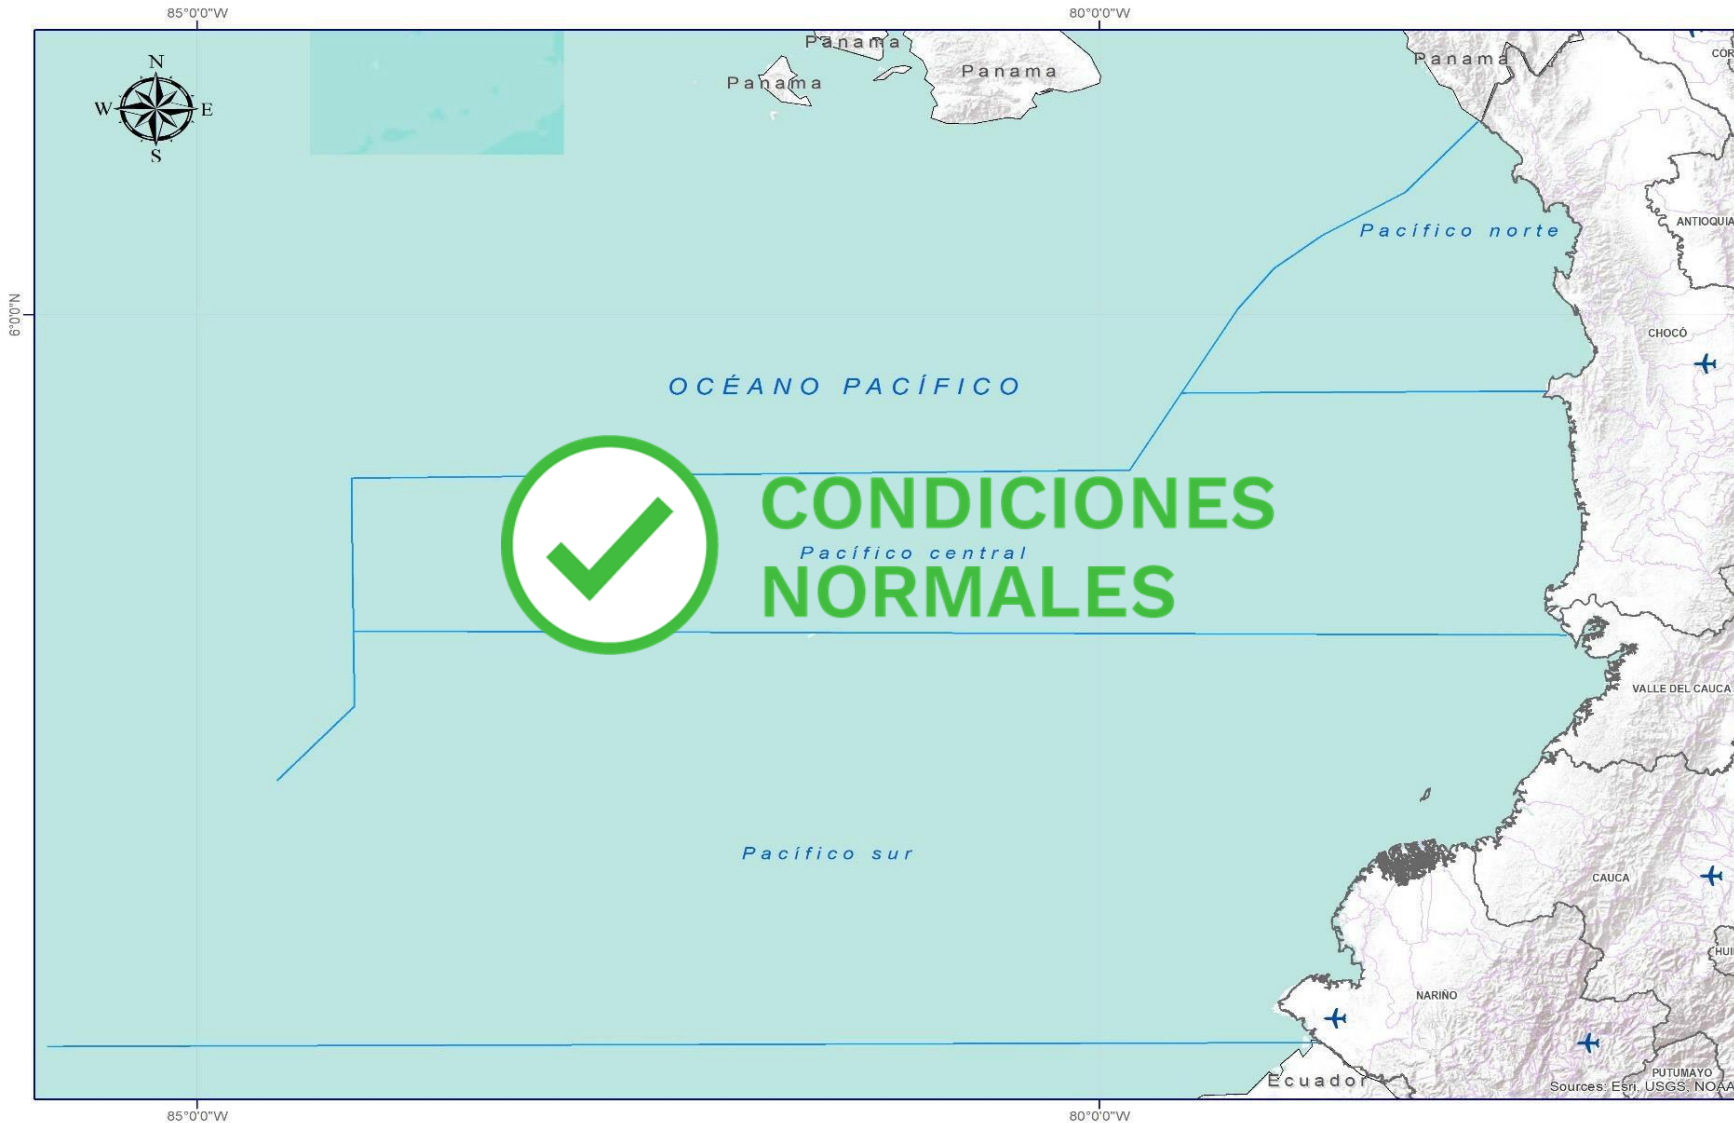 85°0'0"W
80°0'0"W
N
W
E
S
Panama
Panama
Panama
Panama
COR
ANTIOQUIA
Pacífico norte
6°0'0"N
CHOCÓ
OCÉANO PACÍFICO
CONDICIONES
Pacífico central
NORMALES
VALLE DEL CAUCA
Pacífico sur
CAUCA
HUI
NARIÑO
PUTUMAYO
Ecuador
Sources: Esri, USGS, NOAA
85°0'0"W
80°0'0"W